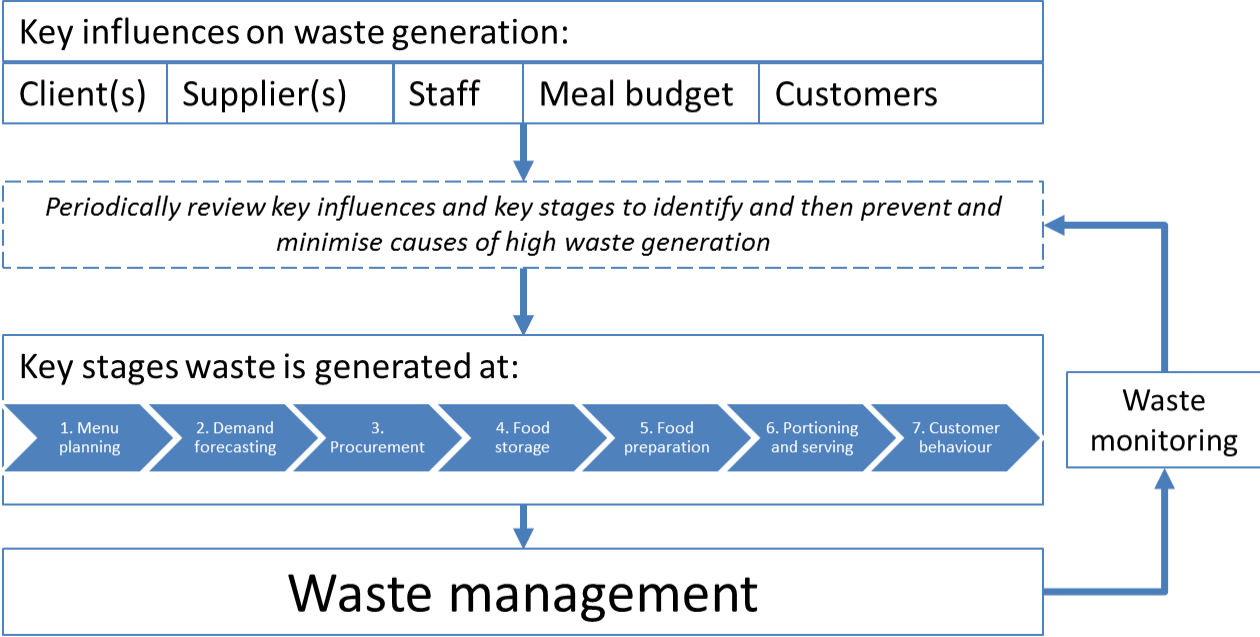 Key influences on waste generation:
Client(s)
Supplier(s)
Staff
Meal budget
Customers
Periodically review key influences and key stages to identify and then prevent and
minimise causes of high waste generation
Key stages waste is generated at:
1. Menu
planning
2. Demand
forecasting
3.
Procurement
4. Food
storage
5. Food
preparation
6. Portioning
and serving
7. Customer
behaviour
Waste
monitoring
Waste management